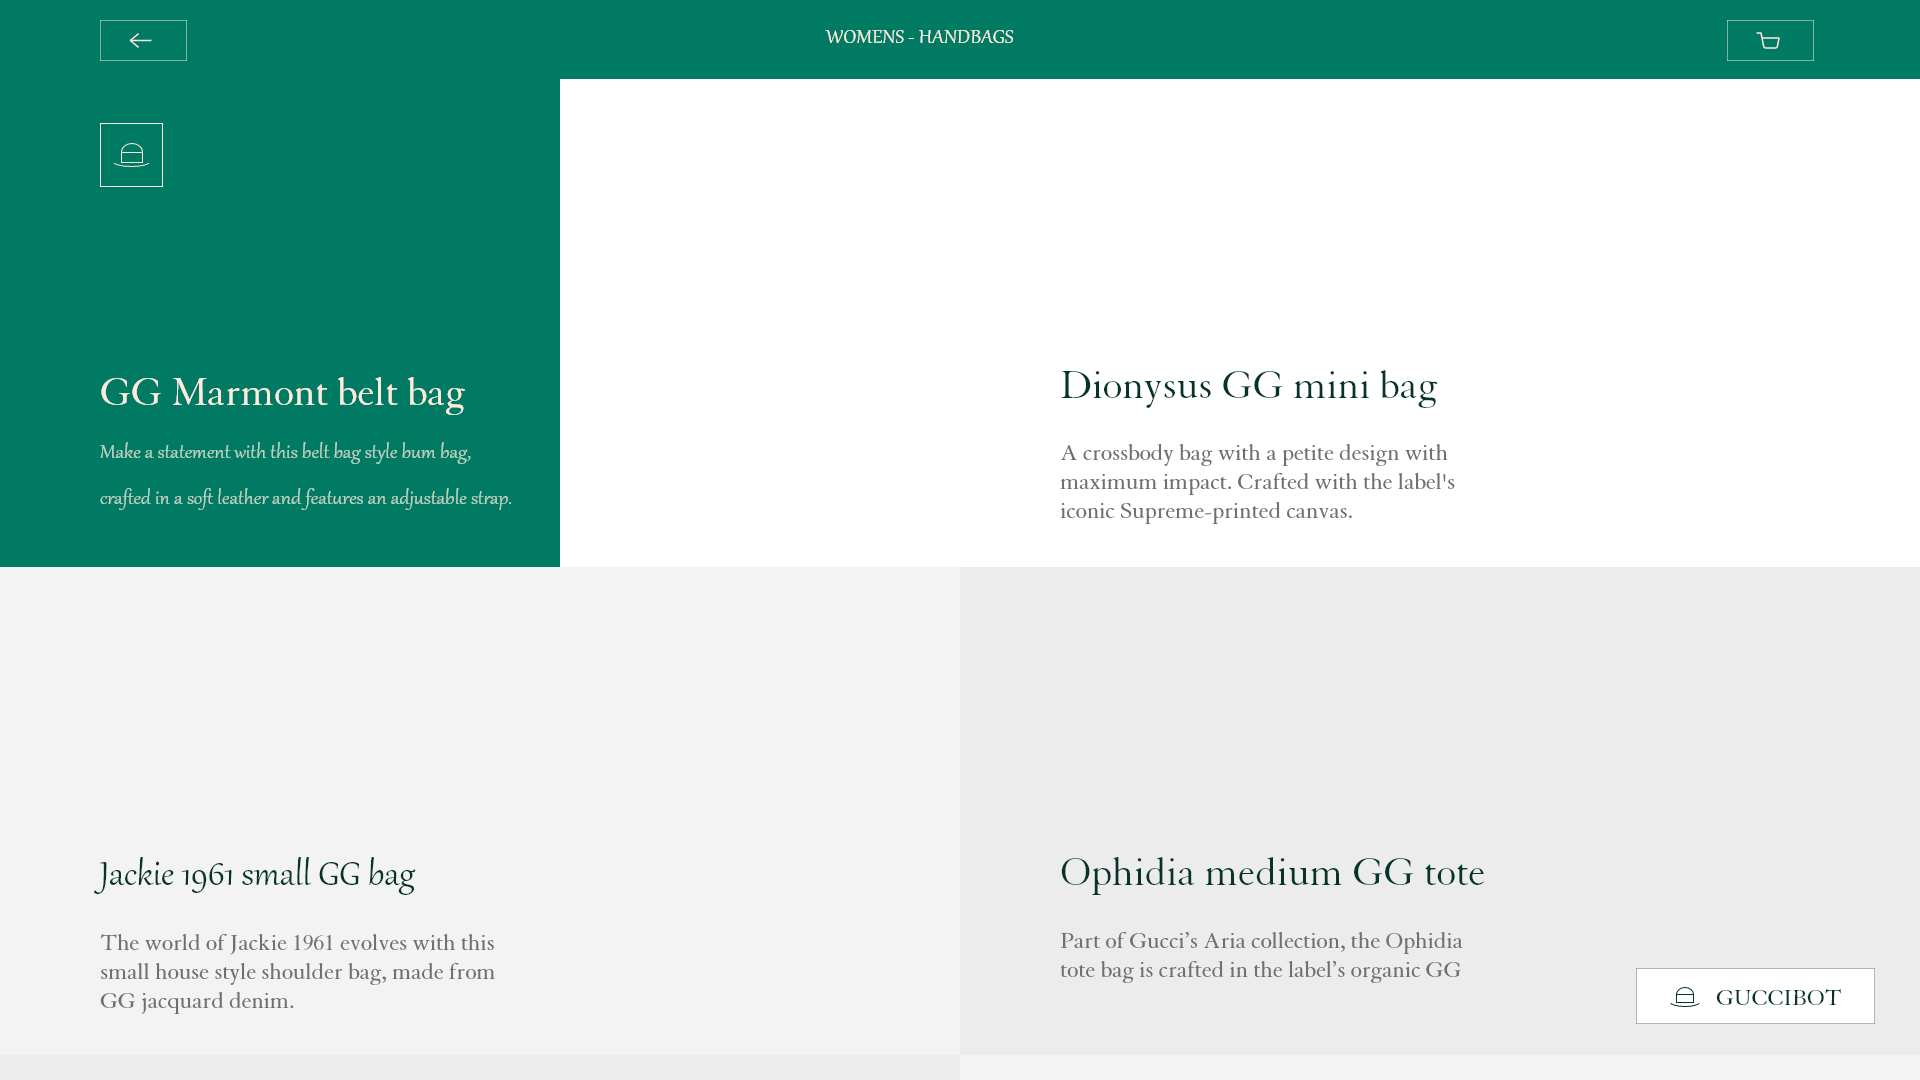 WOMENS - HANDBAGS
GG Marmont belt bag
Make a statement with this belt bag style bum bag,
crafted in a soft leather and features an adjustable strap.
Dionysus GG mini bag
A crossbody bag with a petite design with
maximum impact. Crafted with the label's
iconic Supreme-printed canvas.
Jackie 1961 small GG bag
The world of Jackie 1961 evolves with this
small house style shoulder bag, made from
GG jacquard denim.
Ophidia medium GG tote
Part of Gucci’s Aria collection, the Ophidia
tote bag is crafted in the label’s organic GG
GUCCIBOT